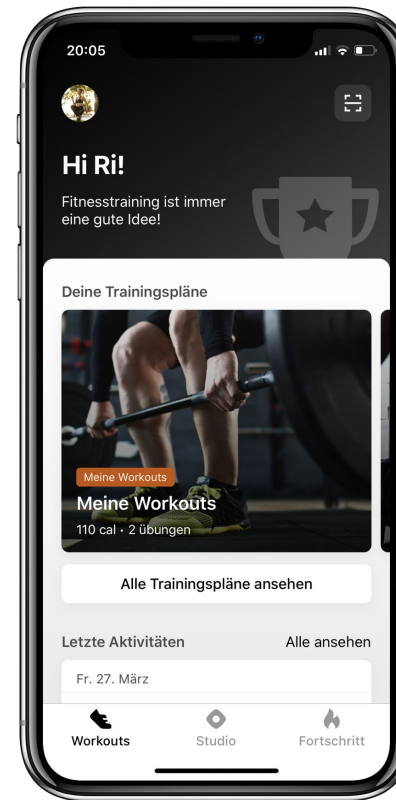 20:05
Hi Ri!
Fitnesstraining ist immer
eine gute Idee!
Deine Trainingspläne
Meine Workouts
Meine Workouts
110 cal • 2 übungen
Alle Trainingspläne ansehen
Letzte Aktivitäten
Alle ansehen
Fr. 27. März
Workouts
Studio
Fortschritt